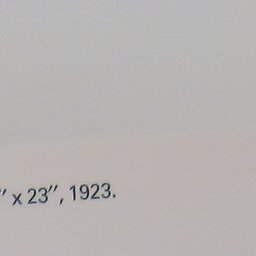 ″ x 23″, 1923.